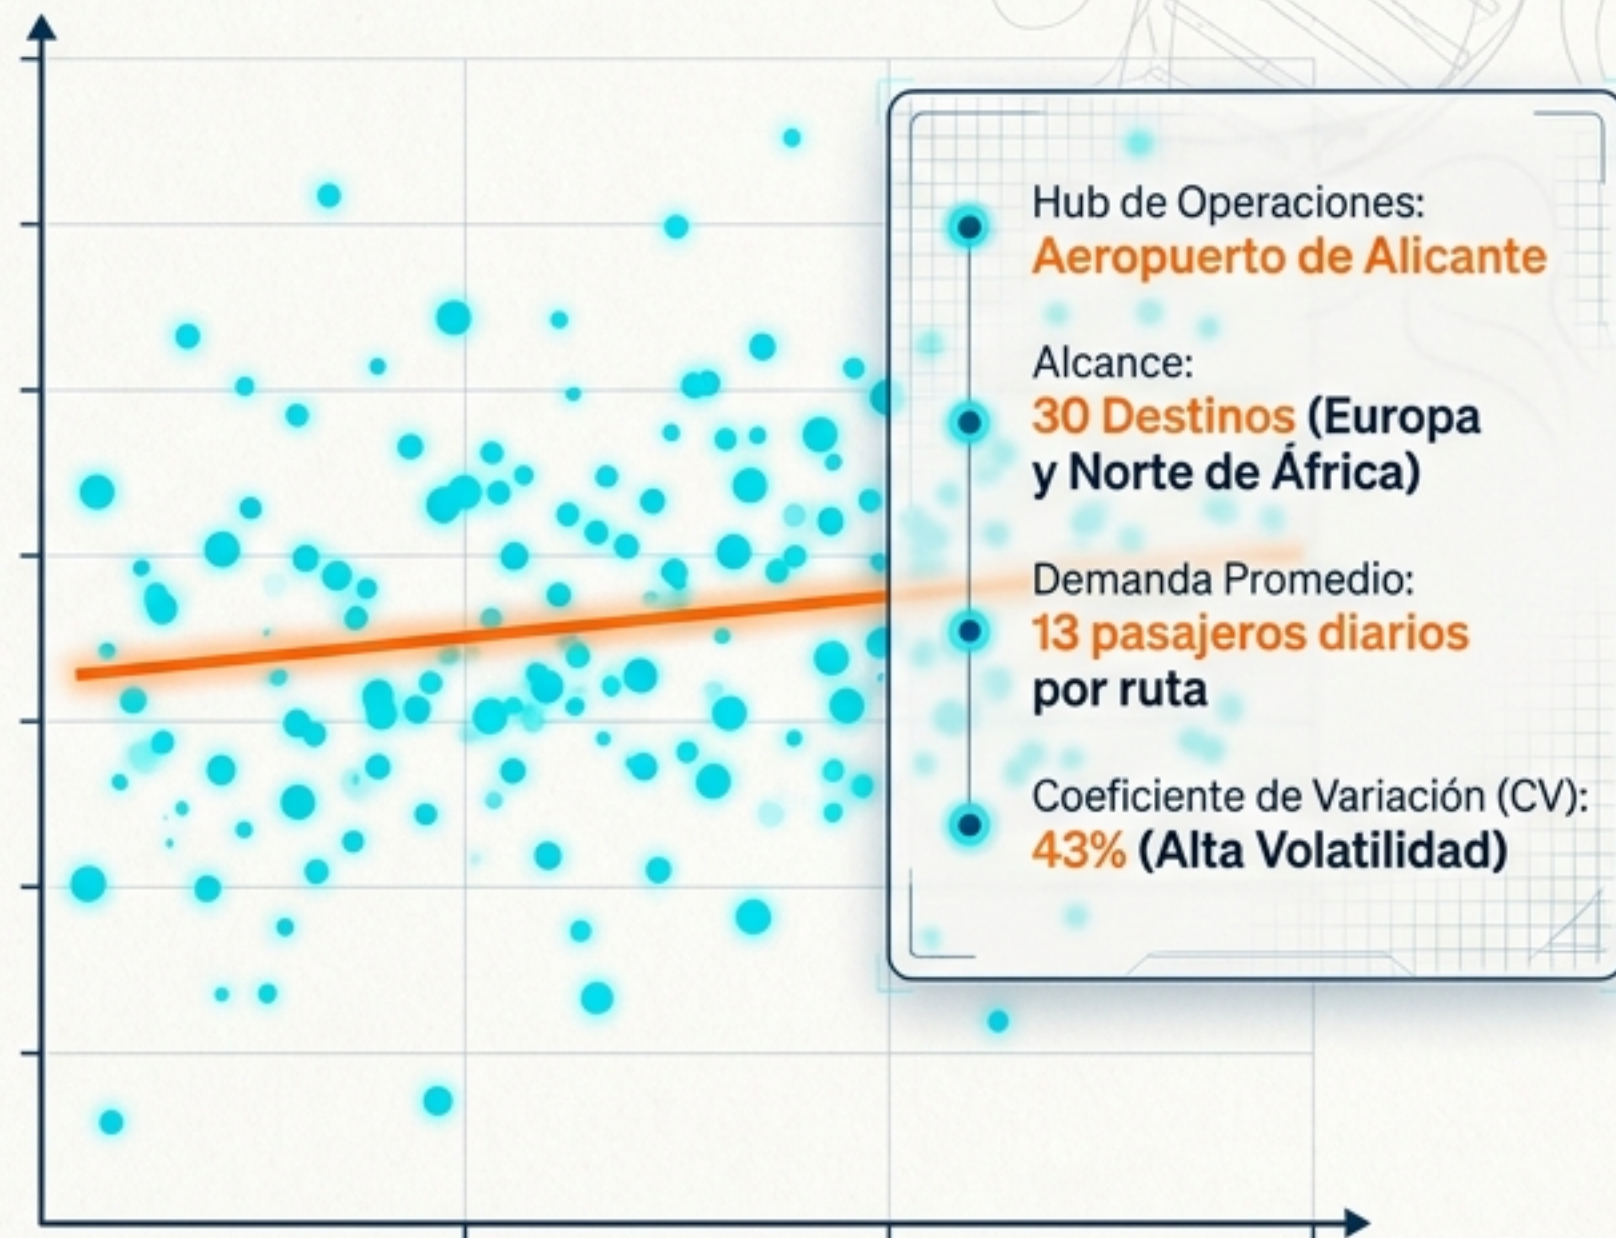 Hub de Operaciones:
Aeropuerto de Alicante
Alcance:
30 Destinos (Europa
y Norte de África)
Demanda Promedio:
13 pasajeros diarios
por ruta
Coeficiente de Variación (CV):
43% (Alta Volatilidad)